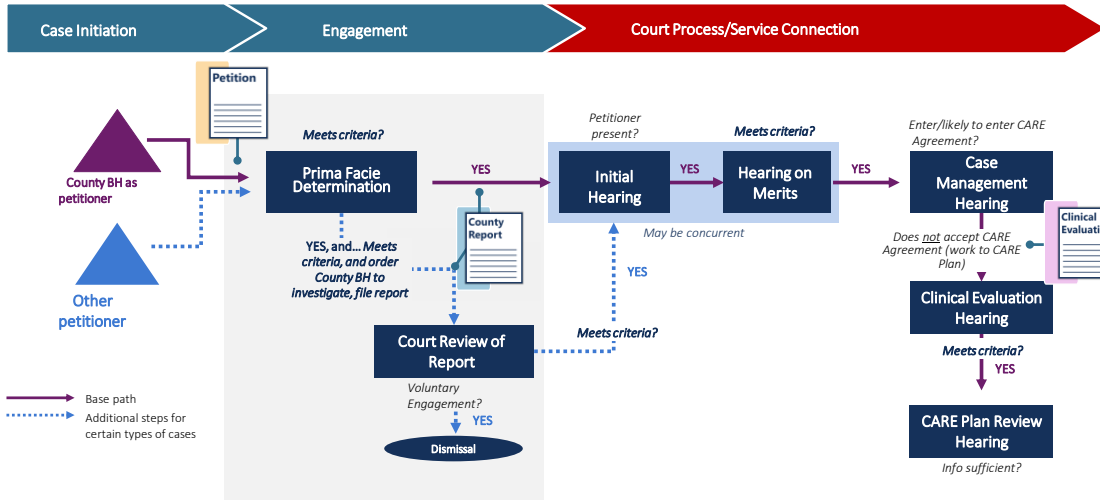 Case Initiation
Engagement
Court Process/Service Connection
Petition
County BH as
petitioner
Other
petitioner
Meets criteria?
Prima Facie
Determination
YES
County
Report
YES, and... Meets
criteria, and order
County BH to
investigate, file report
Court Review of
Report
Voluntary
Engagement?
YES
Dismissal
Meets criteria?
YES
Petitioner
present?
Initial
Hearing
YES
Meets criteria?
Hearing on
Merits
May be concurrent
YES
Enter/likely to enter CARE
Agreement?
Case
Management
Hearing
Does not accept CARE
Agreement (work to CARE
Plan)
Clinical
Evaluati
Clinical Evaluation
Hearing
Meets criteria?
YES
CARE Plan Review
Hearing
Info sufficient?
Base path
Additional steps for
certain types of cases